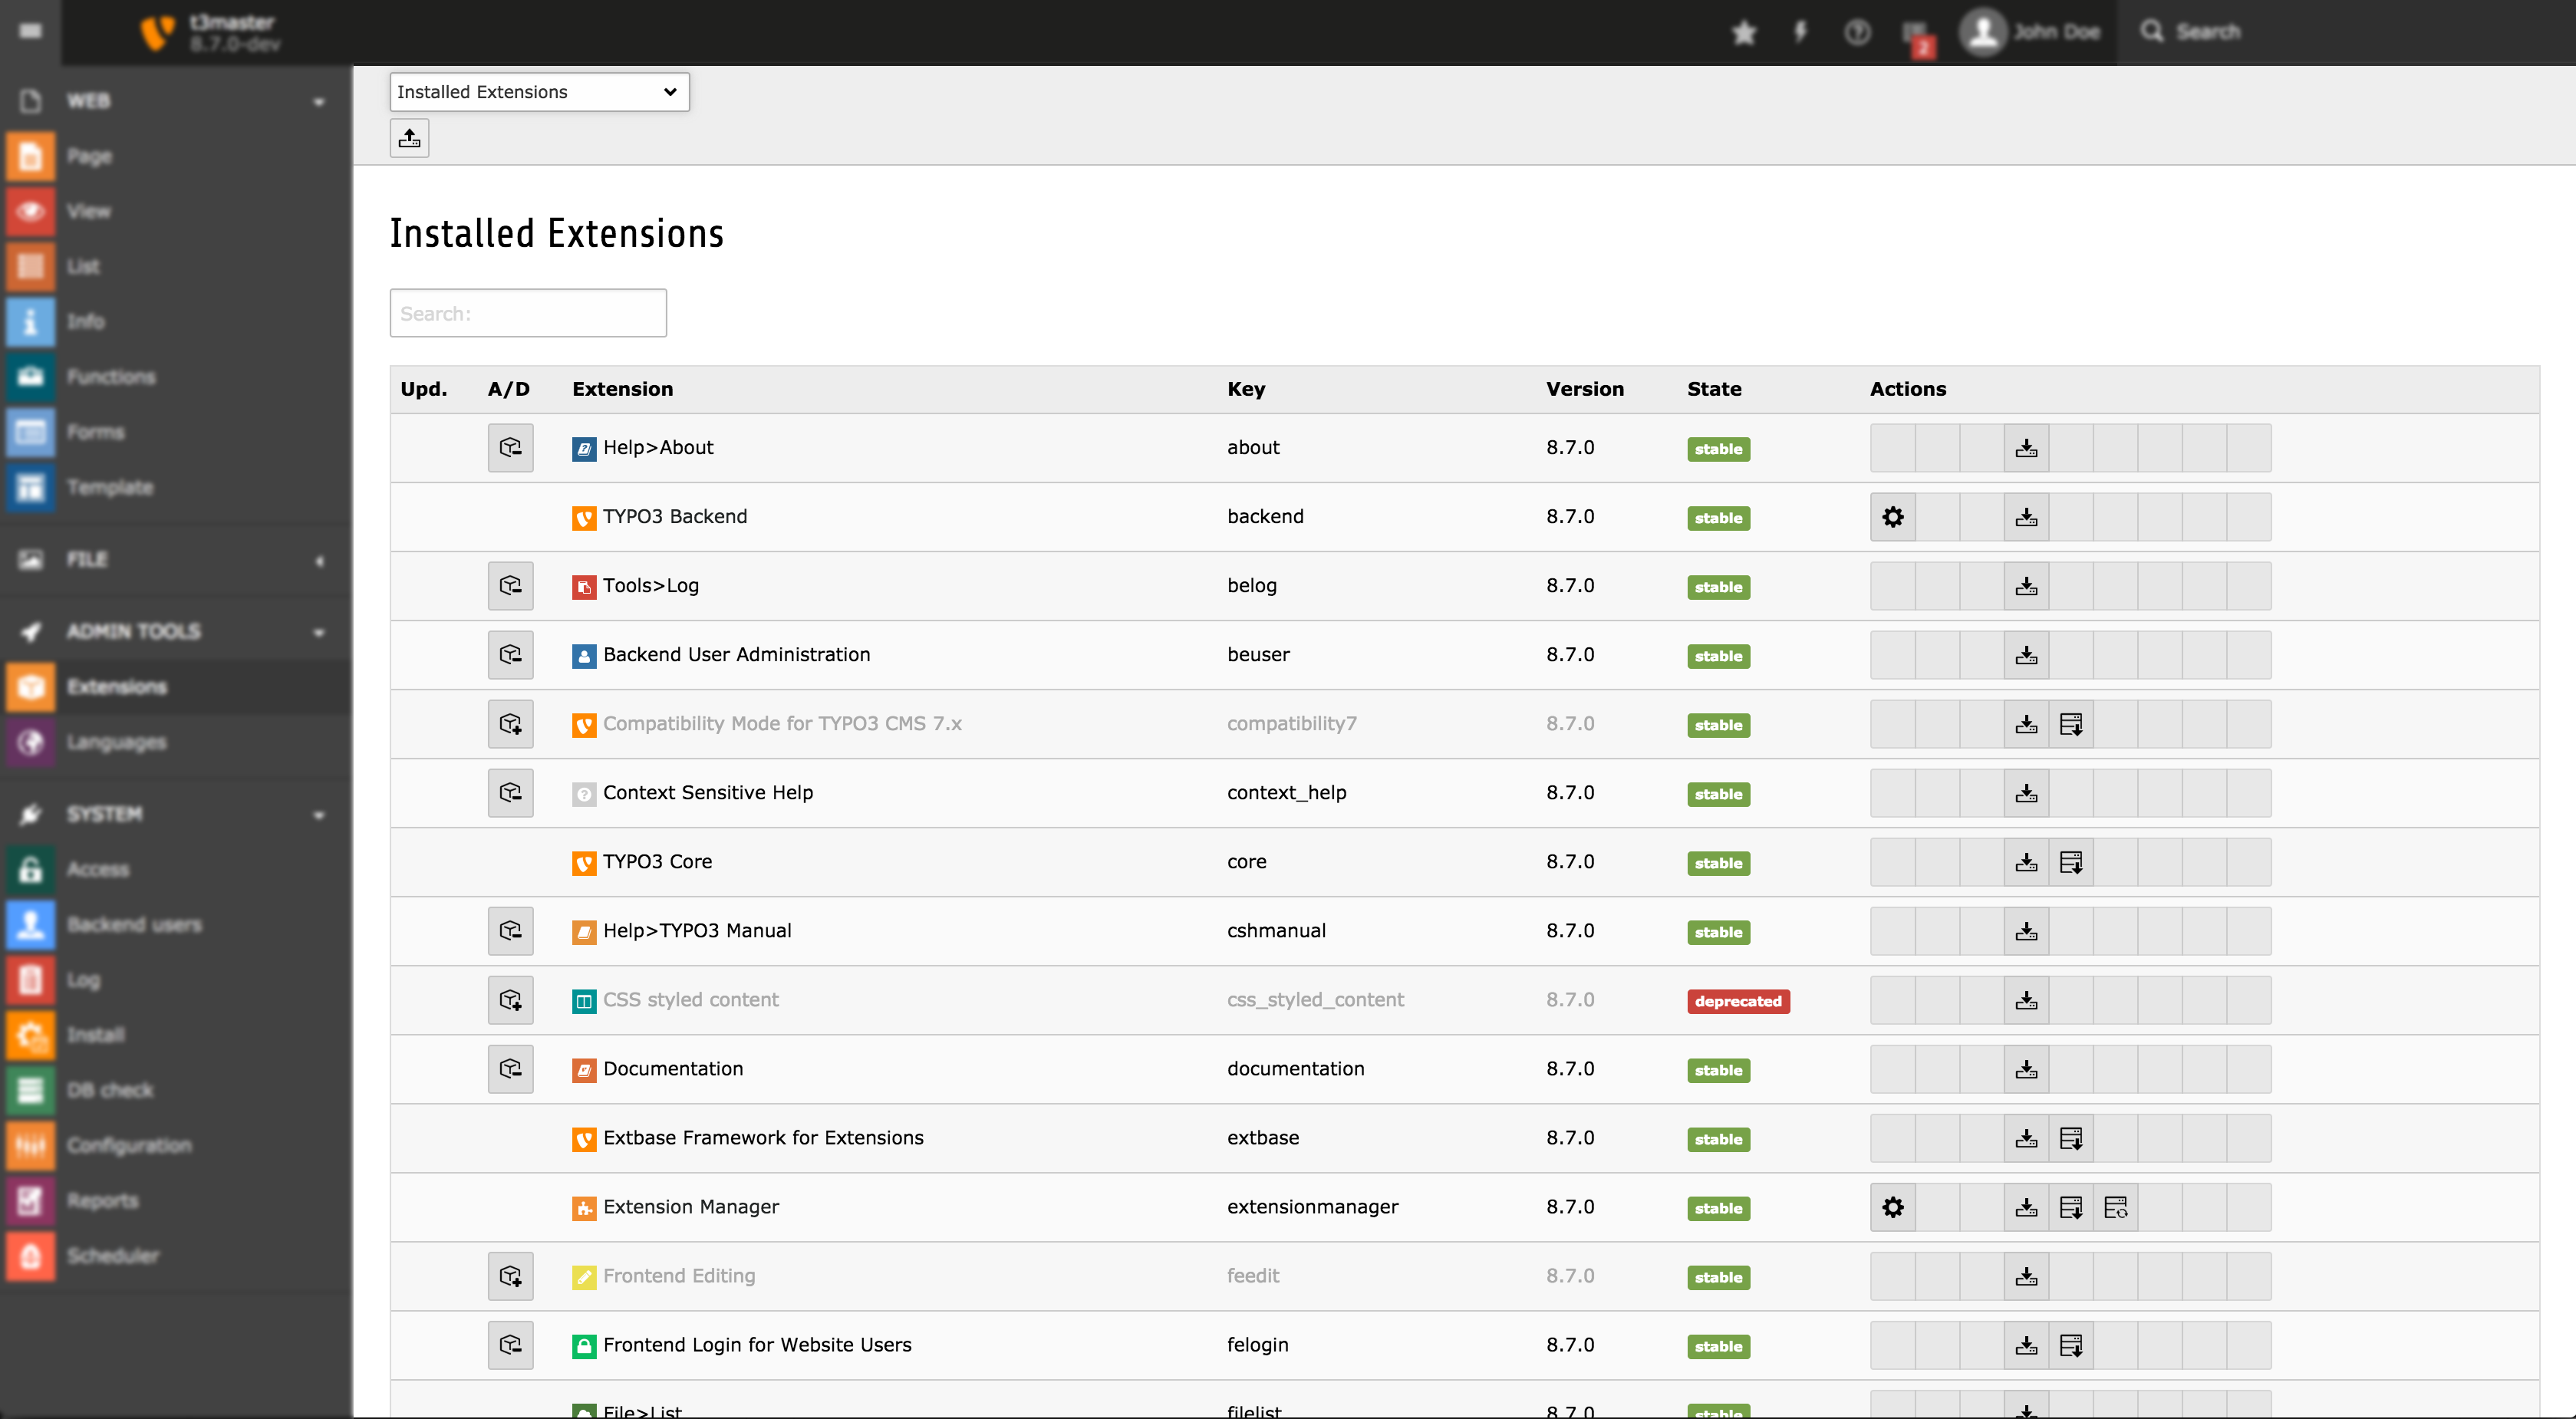 t3master
8.7.0-dev
2
John Doe
Search
WEB
Page
View
List
Info
Functions
Forms
Template
FILE
ADMIN TOOLS
Extensions
Languages
SYSTEM
Access
Backend users
Log
Install
DB check
Configuration
Reports
Scheduler
Installed Extensions
Installed Extensions
Search:
Upd. A/D Extension Key Version State Actions
Help>About about 8.7.0 stable
TYPO3 Backend backend 8.7.0 stable
Tools>Log belog 8.7.0 stable
Backend User Administration beuser 8.7.0 stable
Compatibility Mode for TYPO3 CMS 7.x compatibility7 8.7.0 stable
Context Sensitive Help context_help 8.7.0 stable
TYPO3 Core core 8.7.0 stable
Help>TYPO3 Manual cshmanual 8.7.0 stable
CSS styled content css_styled_content 8.7.0 deprecated
Documentation documentation 8.7.0 stable
Extbase Framework for Extensions extbase 8.7.0 stable
Extension Manager extensionmanager 8.7.0 stable
Frontend Editing feedit 8.7.0 stable
Frontend Login for Website Users felogin 8.7.0 stable
File>List filelist 8.7.0 stable